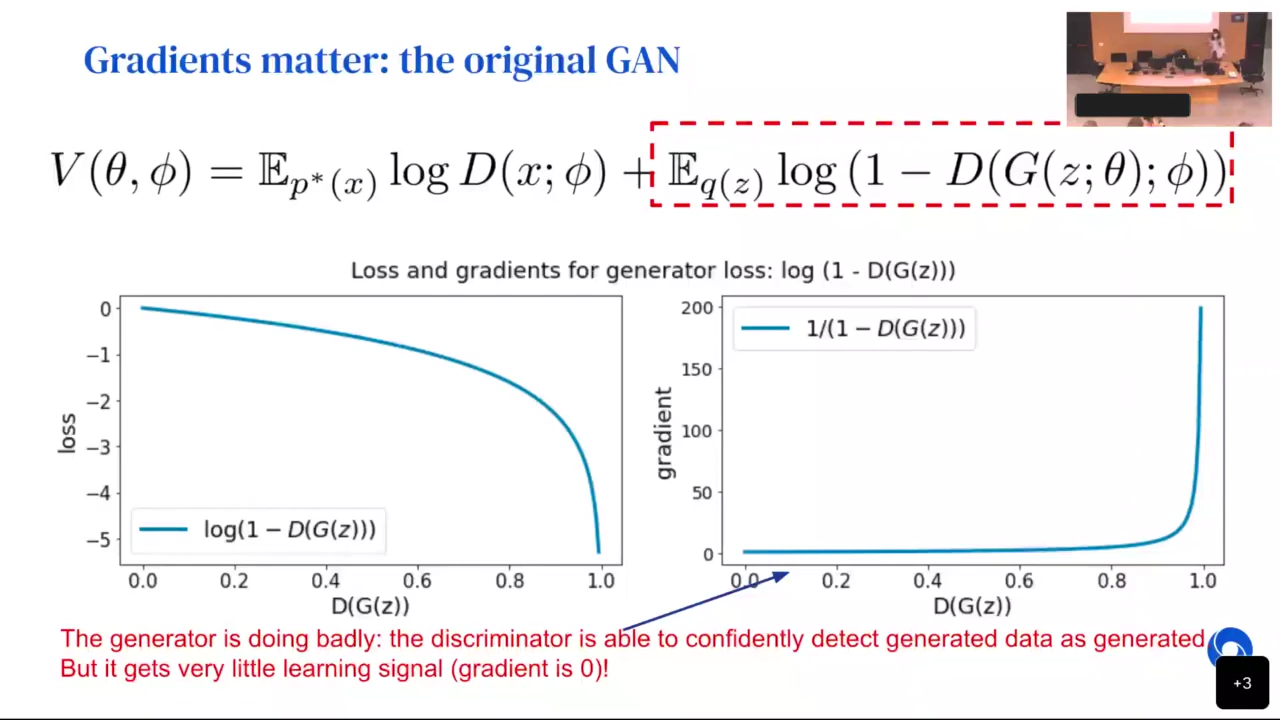 Gradients matter: the original GAN
V(θ, ϕ) = 𝔼_{p*(x)} log D(x; ϕ) + 𝔼_{q(z)} log (1 − D(G(z; θ); ϕ))
Loss and gradients for generator loss: log (1 - D(G(z)))
loss
0
−1
−2
−3
−4
−5
log(1 − D(G(z)))
0.0 0.2 0.4 0.6 0.8 1.0
D(G(z))
gradient
200
150
100
50
0
1/(1 − D(G(z)))
0.0 0.2 0.4 0.6 0.8 1.0
D(G(z))
The generator is doing badly: the discriminator is able to confidently detect generated data as generated
But it gets very little learning signal (gradient is 0)!
+3